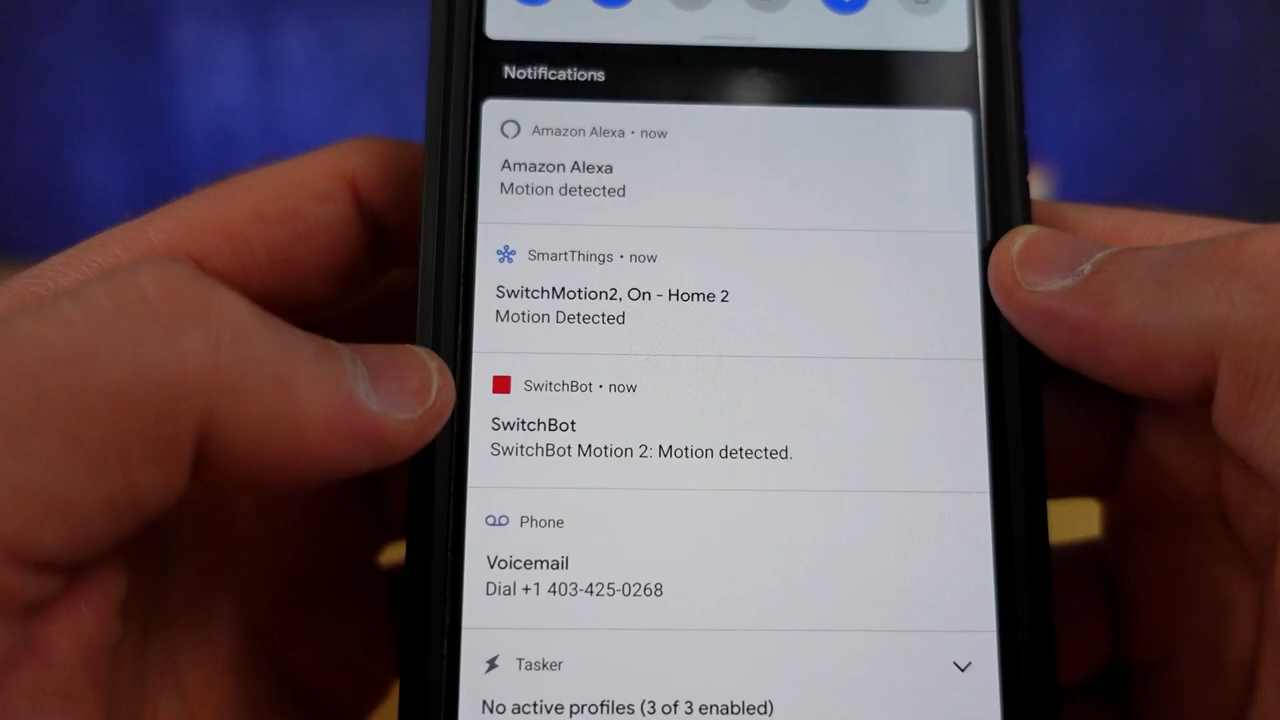 Notifications
Amazon Alexa • now
Amazon Alexa
Motion detected
SmartThings • now
SwitchMotion2, On - Home 2
Motion Detected
SwitchBot • now
SwitchBot
SwitchBot Motion 2: Motion detected.
Phone
Voicemail
Dial +1 403-425-0268
Tasker
No active profiles (3 of 3 enabled)